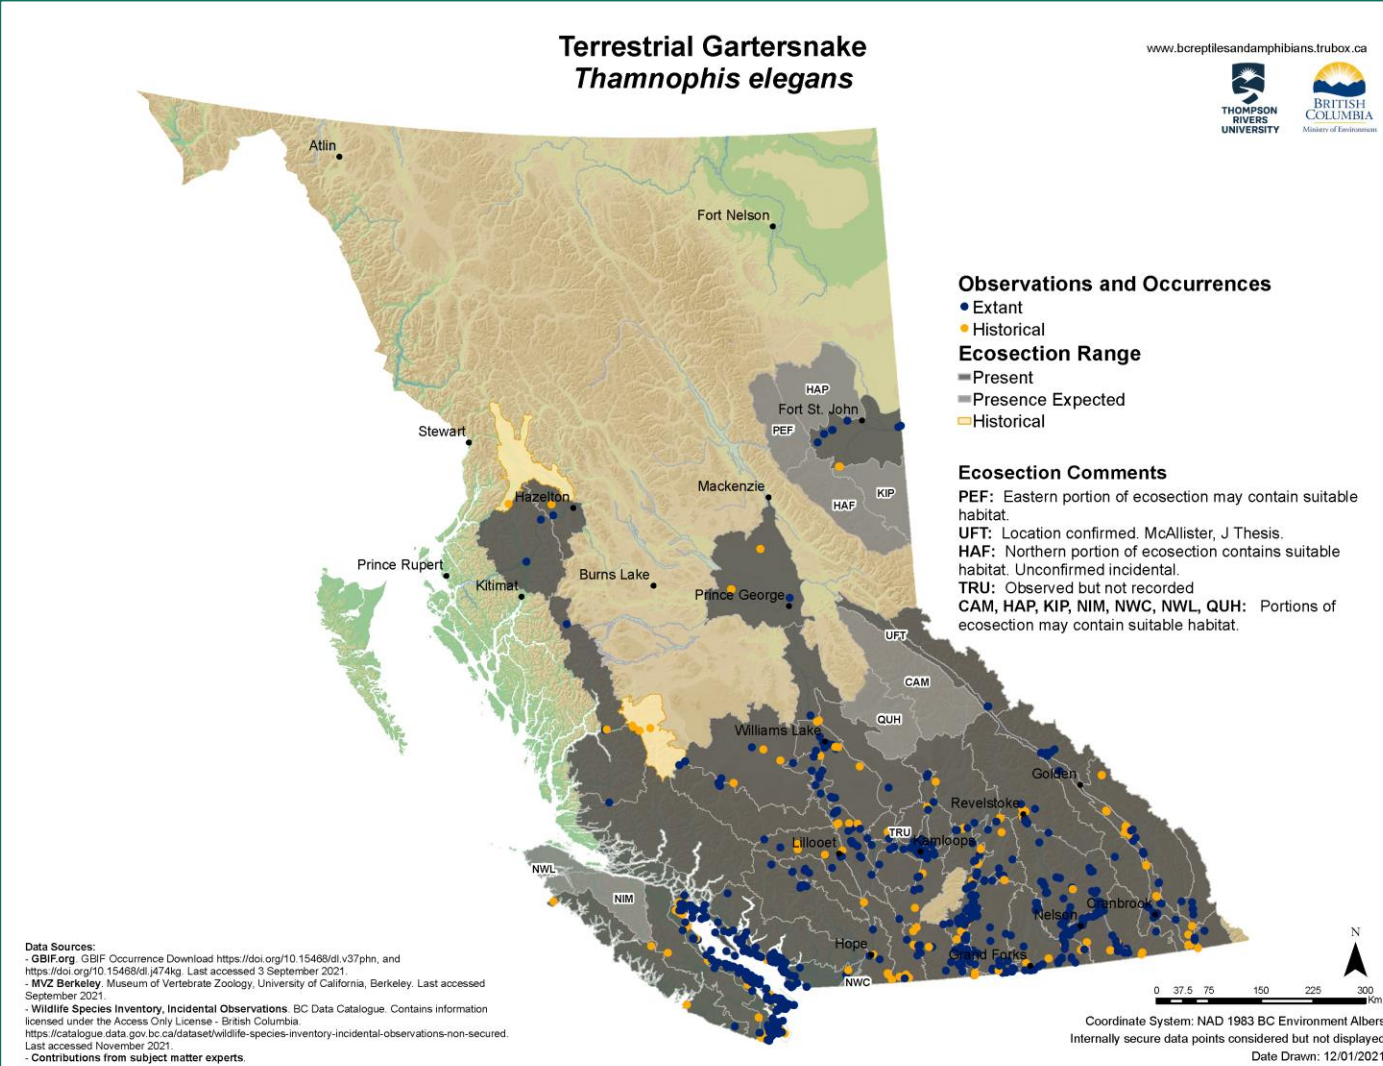 Terrestrial Gartersnake
Thamnophis elegans
www.bcreptilesandamphibians.trubox.ca
THOMPSON
RIVERS
UNIVERSITY
BRITISH
COLUMBIA
Ministry of Environment
Atlin
Fort Nelson
Observations and Occurrences
Extant
Historical
Ecosection Range
Present
Presence Expected
Historical
HAP
Fort St. John
PEF
Stewart
Ecosection Comments
PEF: Eastern portion of ecosection may contain suitable
habitat.
UFT: Location confirmed. McAllister, J Thesis.
HAF: Northern portion of ecosection contains suitable
habitat. Unconfirmed incidental.
TRU: Observed but not recorded
CAM, HAP, KIP, NIM, NWC, NWL, QUH: Portions of
ecosection may contain suitable habitat.
Mackenzie
KIP
Hazelton
HAF
Prince Rupert
Burns Lake
Kitimat
Prince George
UFT
CAM
QUH
Williams Lake
Golden
Revelstoke
TRU
Lillooet
Kamloops
NWL
NIM
Cranbrook
Nelson
Hope
Grand Forks
NWC
Data Sources:
- GBIF.org. GBIF Occurrence Download https://doi.org/10.15468/dl.v37phn, and
https://doi.org/10.15468/dl.j474kg. Last accessed 3 September 2021.
- MVZ Berkeley. Museum of Vertebrate Zoology, University of California, Berkeley. Last accessed
September 2021.
- Wildlife Species Inventory, Incidental Observations. BC Data Catalogue. Contains information
licensed under the Access Only License - British Columbia.
https://catalogue.data.gov.bc.ca/dataset/wildlife-species-inventory-incidental-observations-non-secured.
Last accessed November 2021.
- Contributions from subject matter experts.
N
0 37.5 75 150 225 300
Km
Coordinate System: NAD 1983 BC Environment Albers
Internally secure data points considered but not displayed
Date Drawn: 12/01/2021